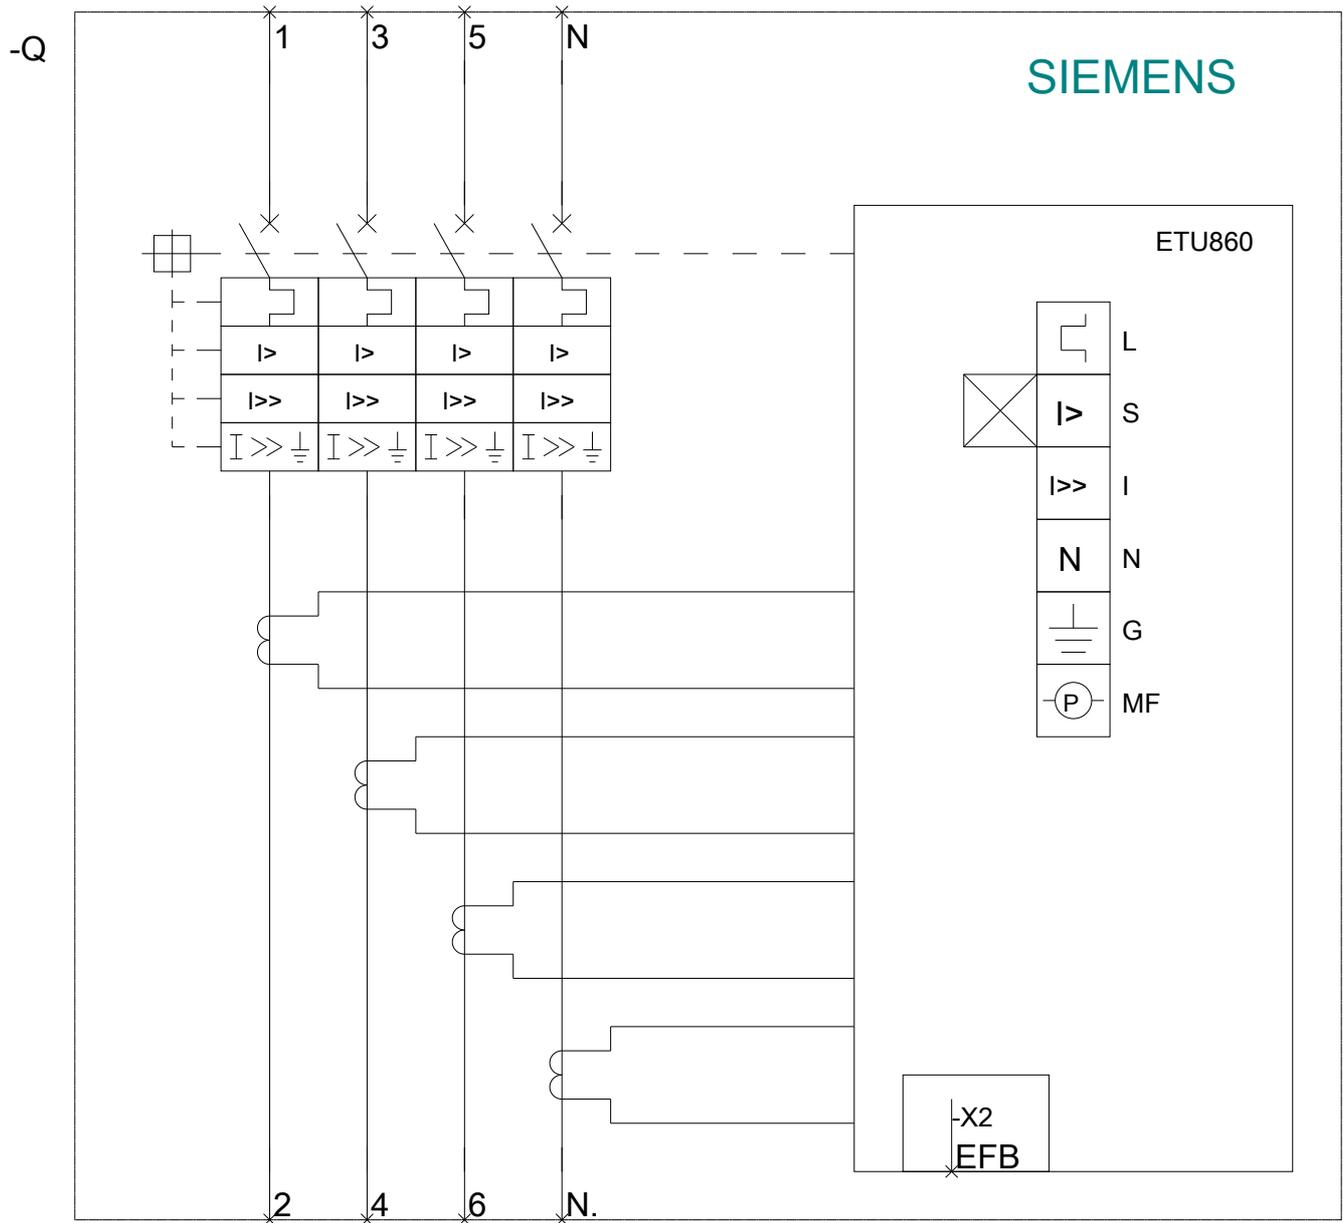 -Q
1 3 5 N
SIEMENS
ETU860
L
I> I> I> I>
I>> I>> I>> I>>
I >> I >> I >> I >>
I> S
I>> I
N N
G
P MF
-X2
EFB
2 4 6 N.